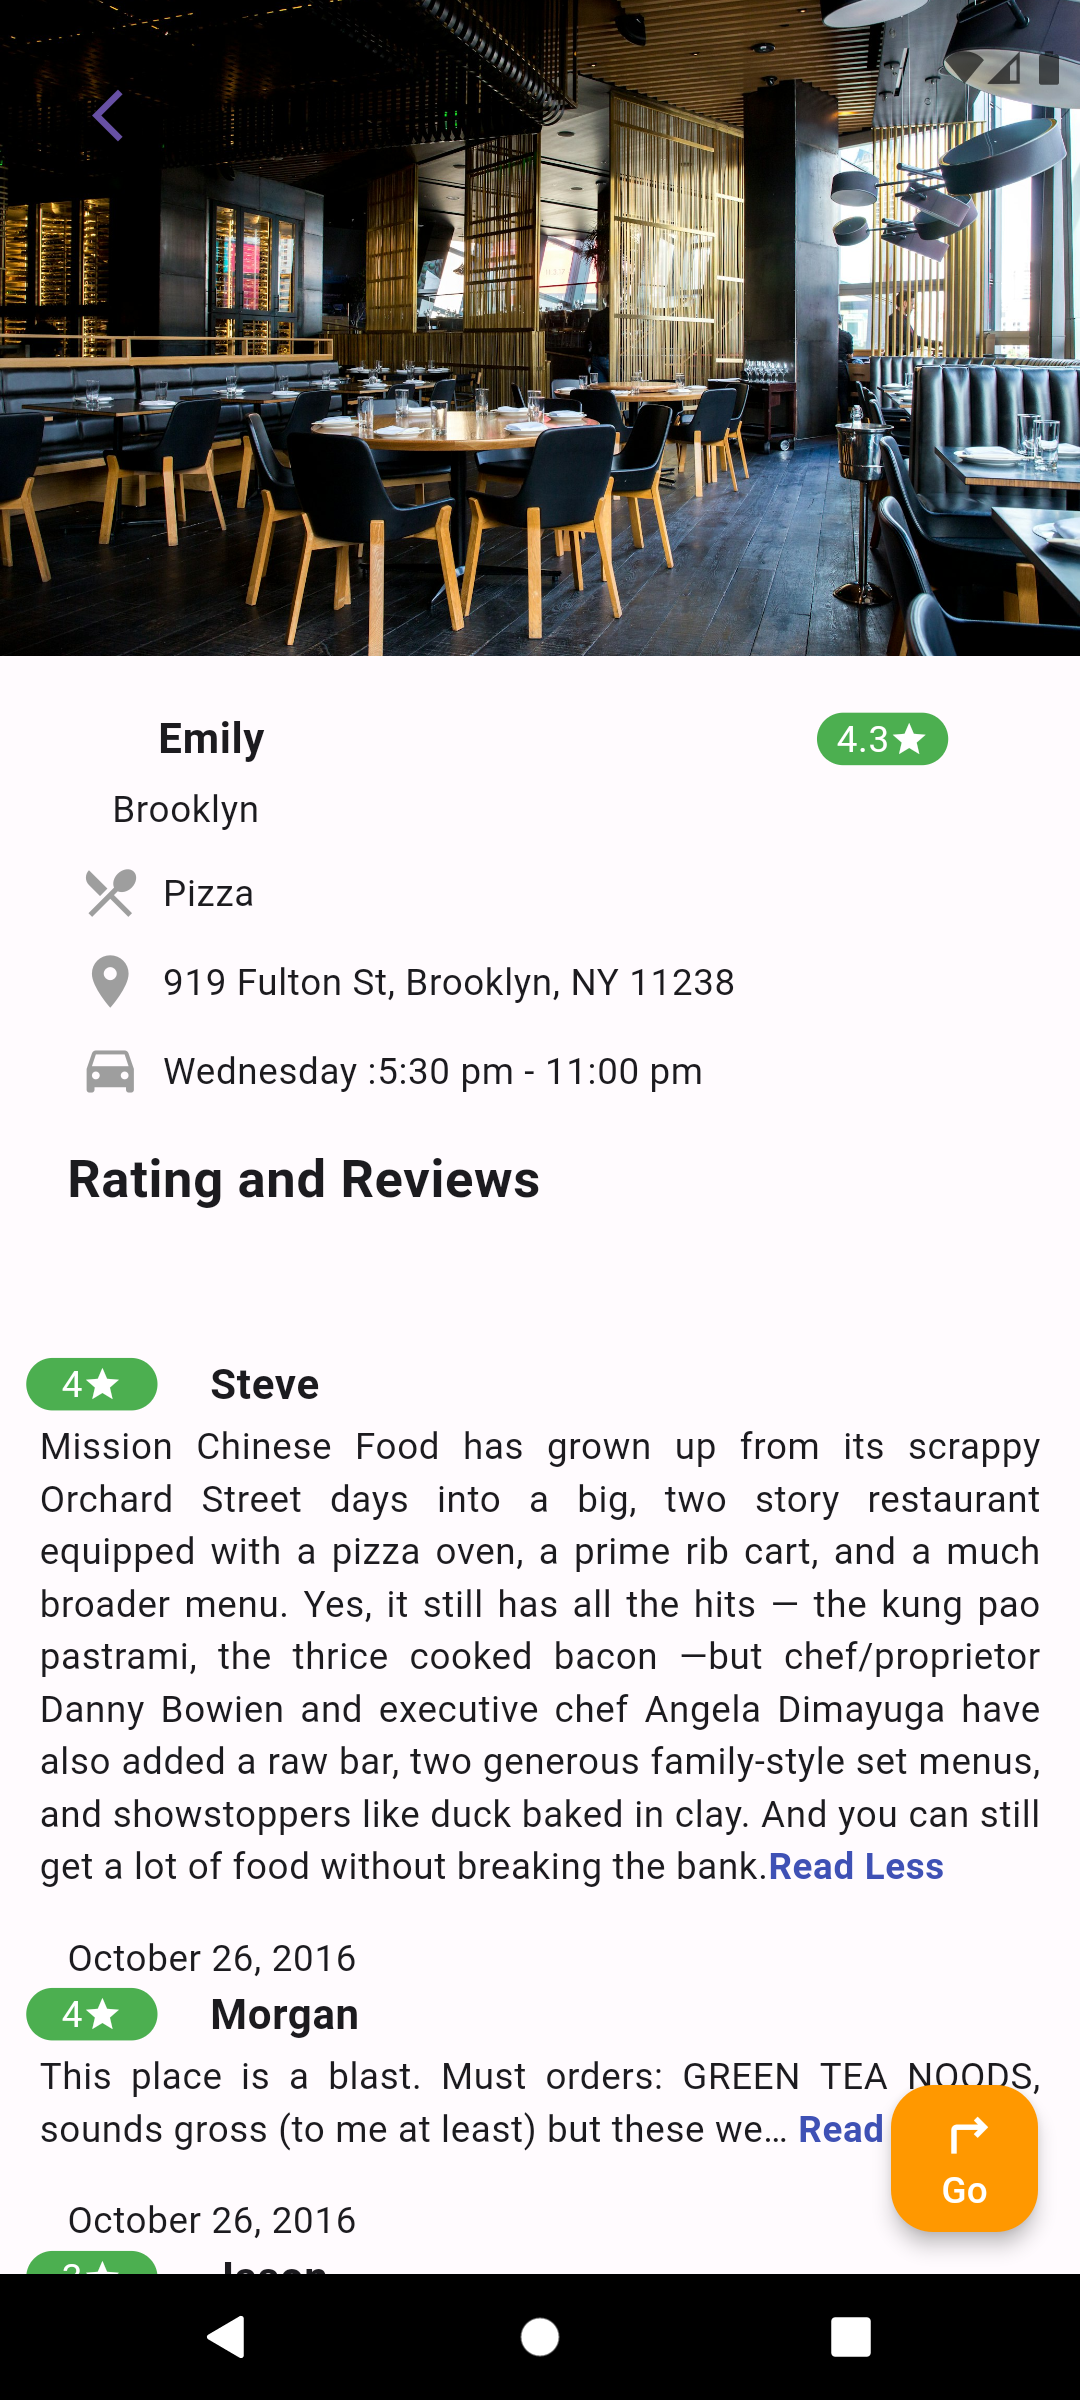 Emily
4.3
Brooklyn
Pizza
919 Fulton St, Brooklyn, NY 11238
Wednesday :5:30 pm - 11:00 pm
Rating and Reviews
4
Steve
Mission Chinese Food has grown up from its scrappy
Orchard Street days into a big, two story restaurant
equipped with a pizza oven, a prime rib cart, and a much
broader menu. Yes, it still has all the hits — the kung pao
pastrami, the thrice cooked bacon —but chef/proprietor
Danny Bowien and executive chef Angela Dimayuga have
also added a raw bar, two generous family-style set menus,
and showstoppers like duck baked in clay. And you can still
get a lot of food without breaking the bank.Read Less
October 26, 2016
4
Morgan
This place is a blast. Must orders: GREEN TEA NOODS,
sounds gross (to me at least) but these we… Read
Go
October 26, 2016